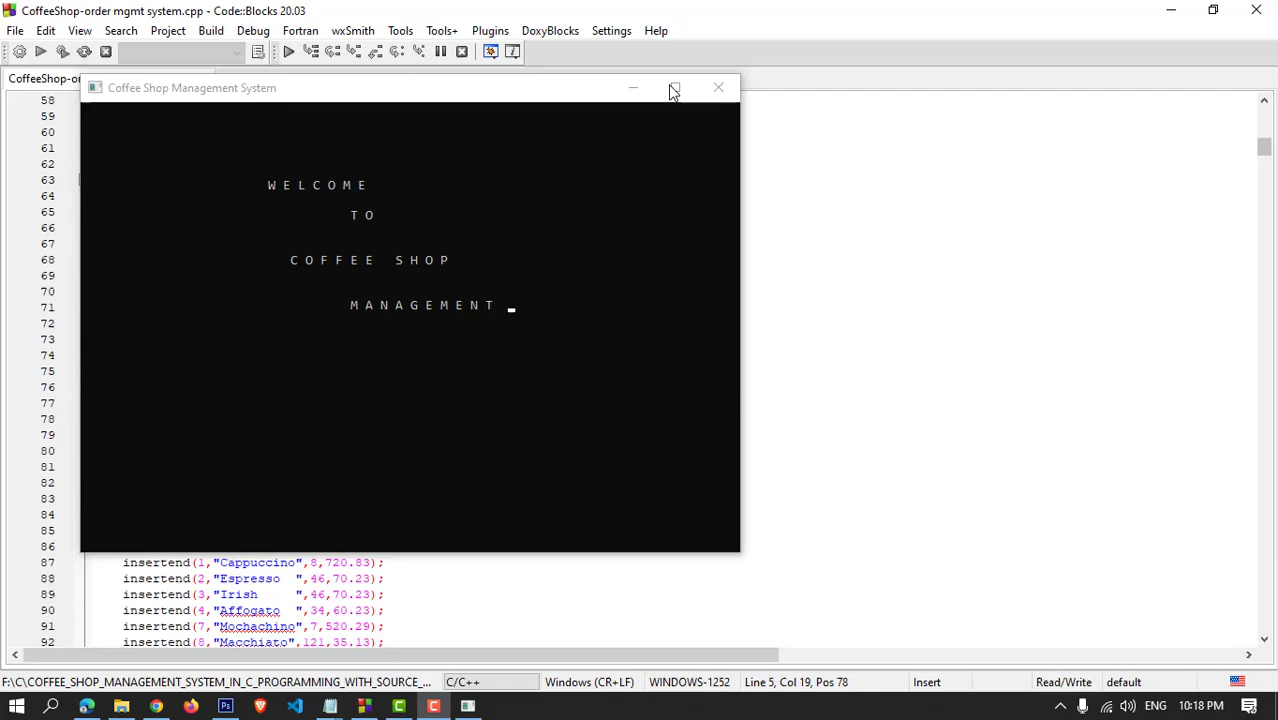 CoffeeShop-order mgmt system.cpp - Code::Blocks 20.03
File Edit View Search Project Build Debug Fortran wxSmith Tools Tools+ Plugins DoxyBlocks Settings Help
CoffeeShop-or
Coffee Shop Management System
58
59
60
61
62
63
64
65
66
67
68
69
70
71
72
73
74
75
76
77
78
79
80
81
82
83
84
85
86
W E L C O M E
T O
C O F F E E   S H O P
M A N A G E M E N T
87 insertend(1,"Cappuccino",8,720.83);
88 insertend(2,"Espresso  ",46,70.23);
89 insertend(3,"Irish     ",46,70.23);
90 insertend(4,"Affogato  ",34,60.23);
91 insertend(7,"Mochachino",7,520.29);
92 insertend(8,"Macchiato",121,35.13);
F:\C\COFFEE_SHOP_MANAGEMENT_SYSTEM_IN_C_PROGRAMMING_WITH_SOURCE_... C/C++ Windows (CR+LF) WINDOWS-1252 Line 5, Col 19, Pos 78 Insert Read/Write default
ENG 10:18 PM